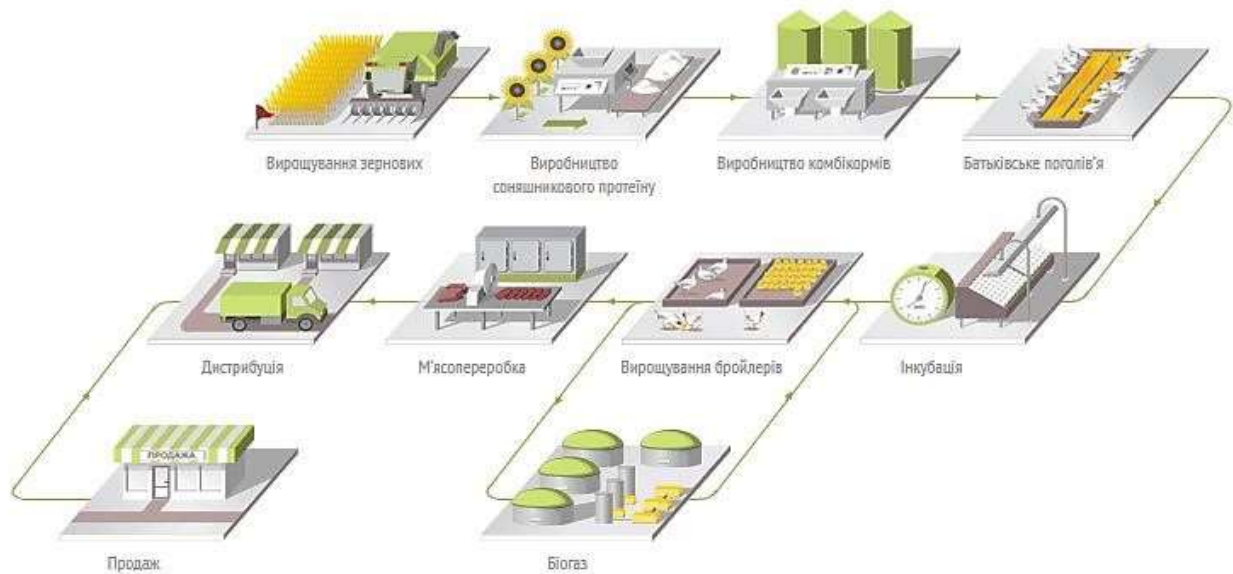 Вирощування зернових
Виробництво
соняшникового протеїну
Виробництво комбікормів
Батьківське поголів'я
Дистрибуція
М'ясопереробка
Вирощування бройлерів
Інкубація
ПРОДАЖА
Продаж
Біогаз